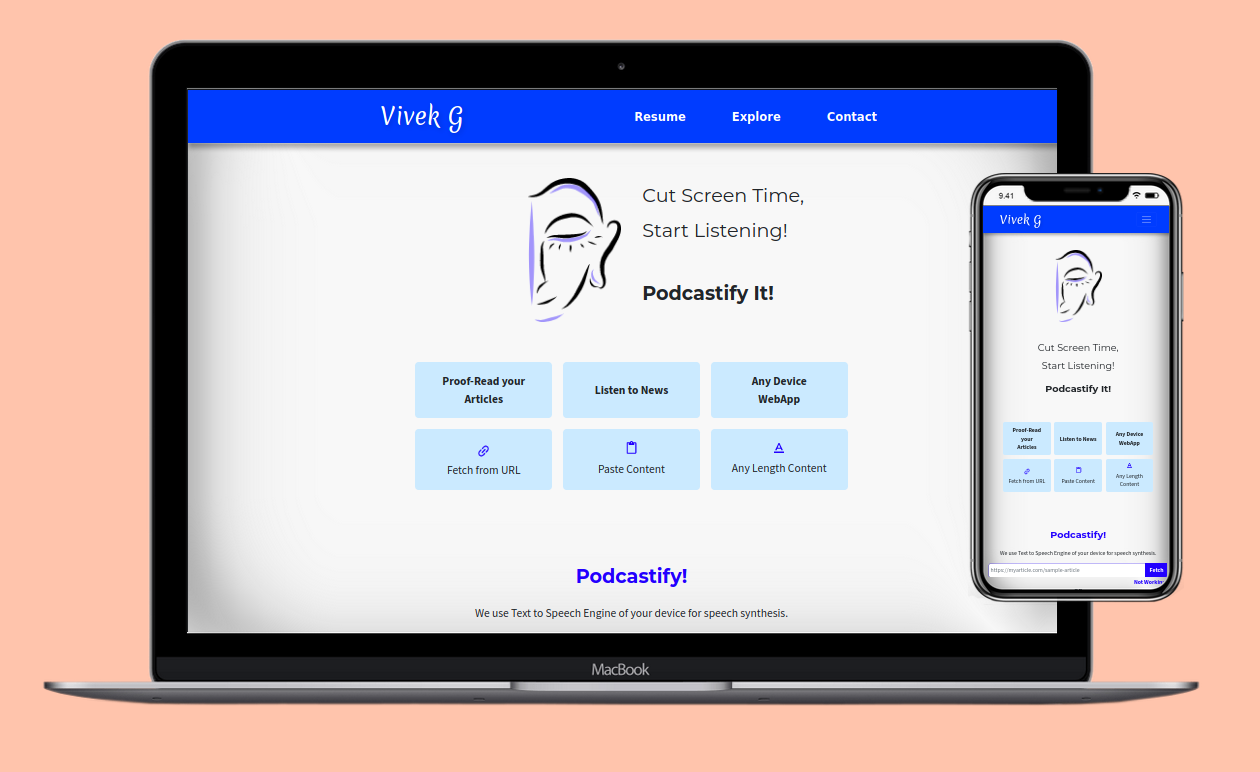 Vivek G
Resume Explore Contact
Cut Screen Time,
Start Listening!
Podcastify It!
Proof-Read your
Articles
Listen to News
Any Device
WebApp
Fetch from URL
Paste Content
Any Length Content
Podcastify!
We use Text to Speech Engine of your device for speech synthesis.
MacBook
9.41
Vivek G
Cut Screen Time,
Start Listening!
Podcastify It!
Proof-Read
your
Articles
Listen to News
Any Device
WebApp
Fetch from URL
Paste Content
Any Length
Content
Podcastify!
We use Text to Speech Engine of your device for speech synthesis.
https://myarticle.com/sample-article
Fetch
Not Workin